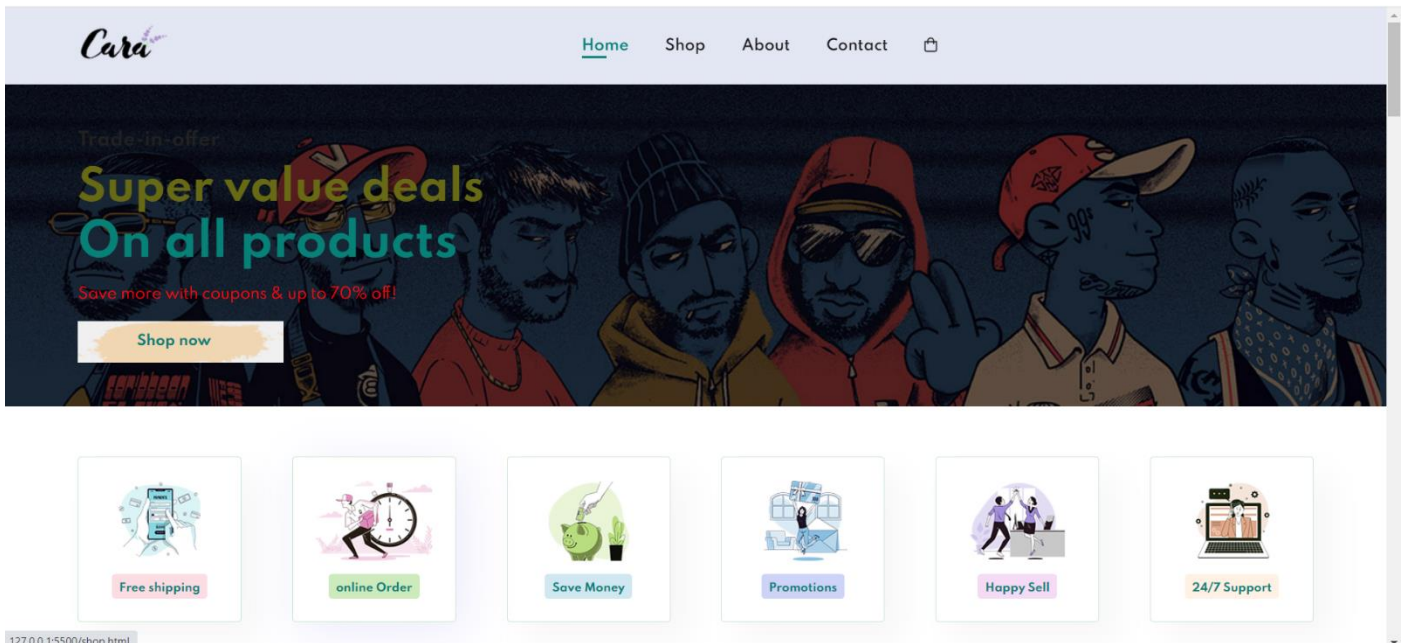 Cara
Home Shop About Contact
Trade-in-offer
Super value deals
On all products
Save more with coupons & up to 70% off!
Shop now
Free shipping
online Order
Save Money
Promotions
Happy Sell
24/7 Support
127.0.0.1:5500/shop.html